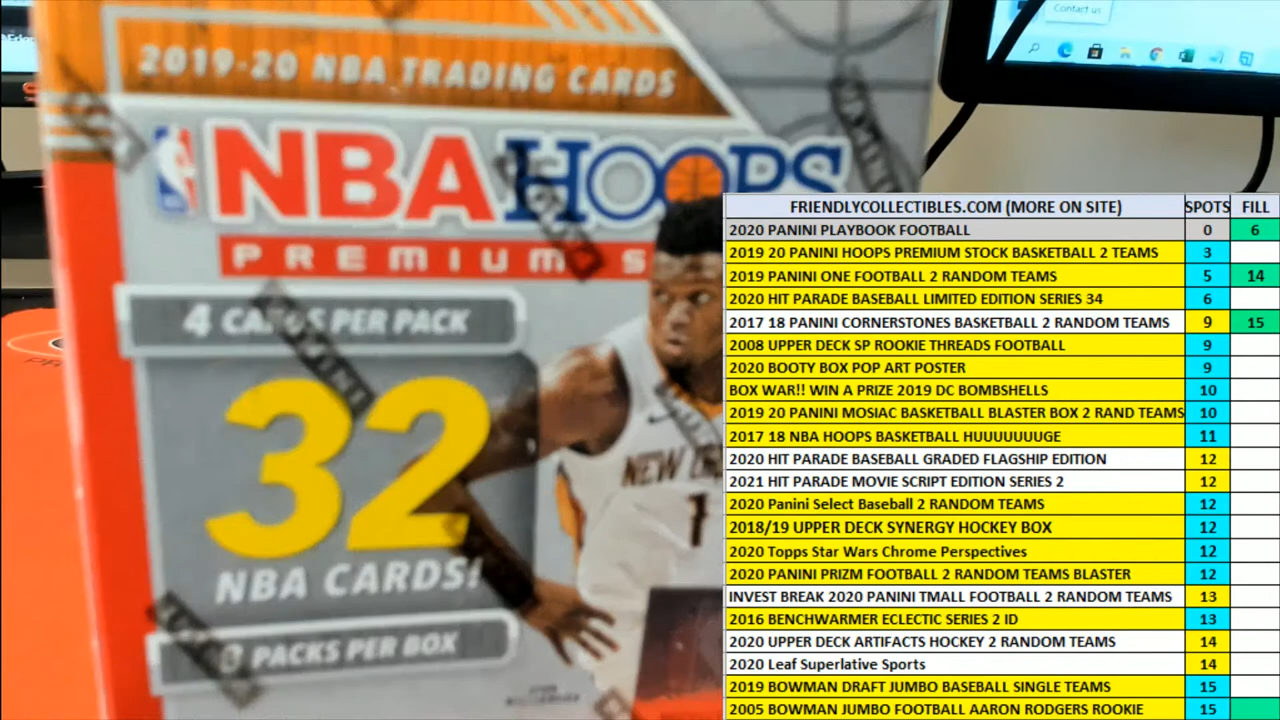 Contact us
2019-20 NBA TRADING CARDS
NBA HOOPS
PREMIUM S
4 CARDS PER PACK
32
NBA CARDS!
8 PACKS PER BOX
NEW
1
PANINI
FRIENDLYCOLLECTIBLES.COM (MORE ON SITE) SPOTS FILL
2020 PANINI PLAYBOOK FOOTBALL 0 6
2019 20 PANINI HOOPS PREMIUM STOCK BASKETBALL 2 TEAMS 3
2019 PANINI ONE FOOTBALL 2 RANDOM TEAMS 5 14
2020 HIT PARADE BASEBALL LIMITED EDITION SERIES 34 6
2017 18 PANINI CORNERSTONES BASKETBALL 2 RANDOM TEAMS 9 15
2008 UPPER DECK SP ROOKIE THREADS FOOTBALL 9
2020 BOOTY BOX POP ART POSTER 9
BOX WAR!! WIN A PRIZE 2019 DC BOMBSHELLS 10
2019 20 PANINI MOSIAC BASKETBALL BLASTER BOX 2 RAND TEAMS 10
2017 18 NBA HOOPS BASKETBALL HUUUUUUUGE 11
2020 HIT PARADE BASEBALL GRADED FLAGSHIP EDITION 12
2021 HIT PARADE MOVIE SCRIPT EDITION SERIES 2 12
2020 Panini Select Baseball 2 RANDOM TEAMS 12
2018/19 UPPER DECK SYNERGY HOCKEY BOX 12
2020 Topps Star Wars Chrome Perspectives 12
2020 PANINI PRIZM FOOTBALL 2 RANDOM TEAMS BLASTER 12
INVEST BREAK 2020 PANINI TMALL FOOTBALL 2 RANDOM TEAMS 13
2016 BENCHWARMER ECLECTIC SERIES 2 ID 13
2020 UPPER DECK ARTIFACTS HOCKEY 2 RANDOM TEAMS 14
2020 Leaf Superlative Sports 14
2019 BOWMAN DRAFT JUMBO BASEBALL SINGLE TEAMS 15
2005 BOWMAN JUMBO FOOTBALL AARON RODGERS ROOKIE 15